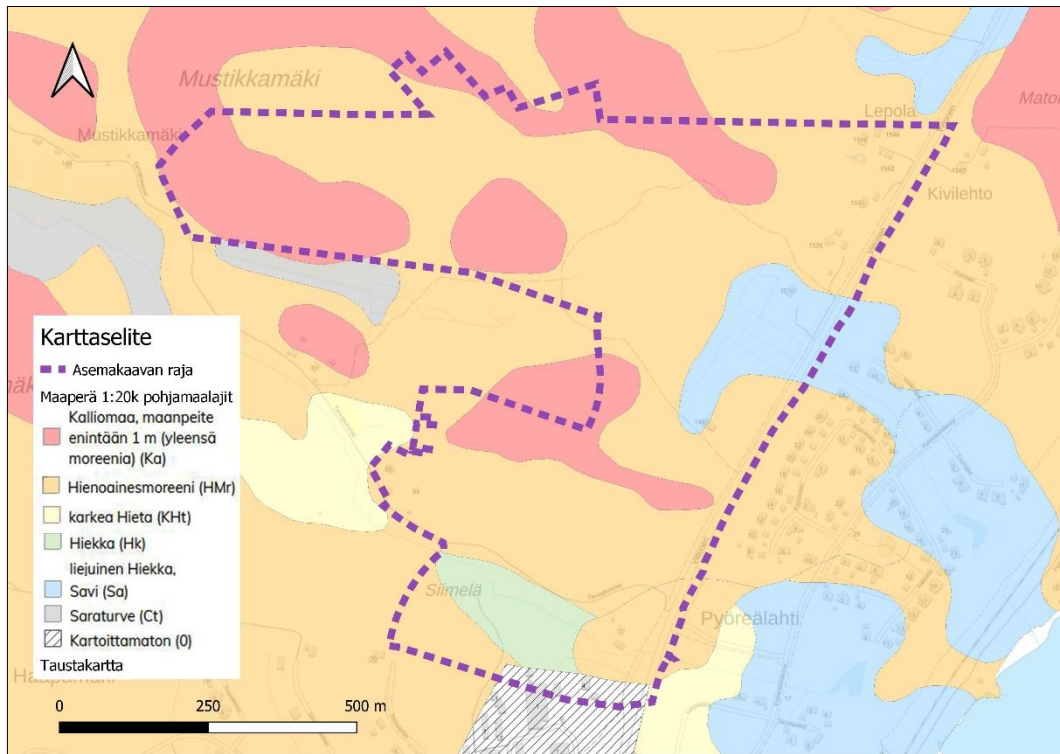 Mustikkamäki
Mustikkamäki
Lepola
Kivilehto
Siimelä
Pyöreälahti
Haapamäki
Karttaselite
Asemakaavan raja
Maaperä 1:20k pohjamaalajit
Kalliomaa, maanpeite
enintään 1 m (yleensä
moreenia) (Ka)
Hienoainesmoreeni (HMr)
karkea Hieta (KHt)
Hiekka (Hk)
liejuinen Hiekka,
Savi (Sa)
Saraturve (Ct)
Kartoittamaton (0)
Taustakartta
0 250 500 m